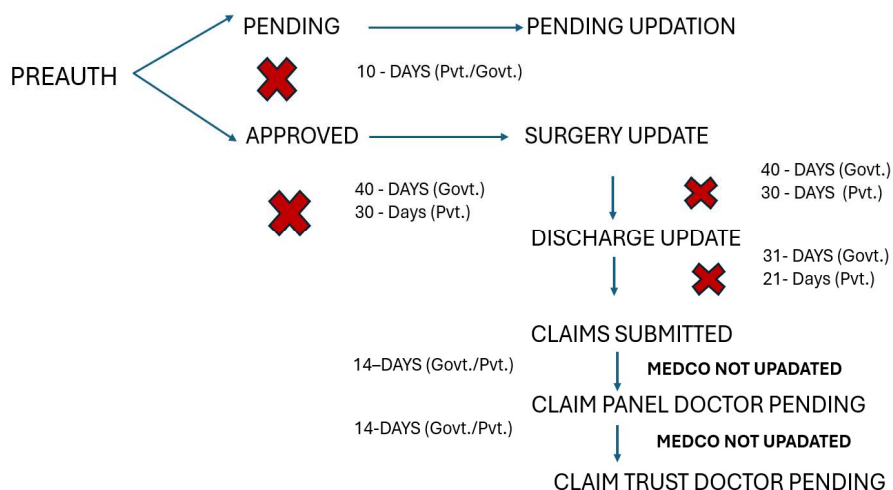 PENDING
PENDING UPDATION
PREAUTH
10 - DAYS (Pvt./Govt.)
APPROVED
SURGERY UPDATE
40 - DAYS (Govt.)
30 - Days (Pvt.)
40 - DAYS (Govt.)
30 - DAYS (Pvt.)
DISCHARGE UPDATE
31- DAYS (Govt.)
21- Days (Pvt.)
CLAIMS SUBMITTED
14–DAYS (Govt./Pvt.)
MEDCO NOT UPADATED
CLAIM PANEL DOCTOR PENDING
14-DAYS (Govt./Pvt.)
MEDCO NOT UPADATED
CLAIM TRUST DOCTOR PENDING